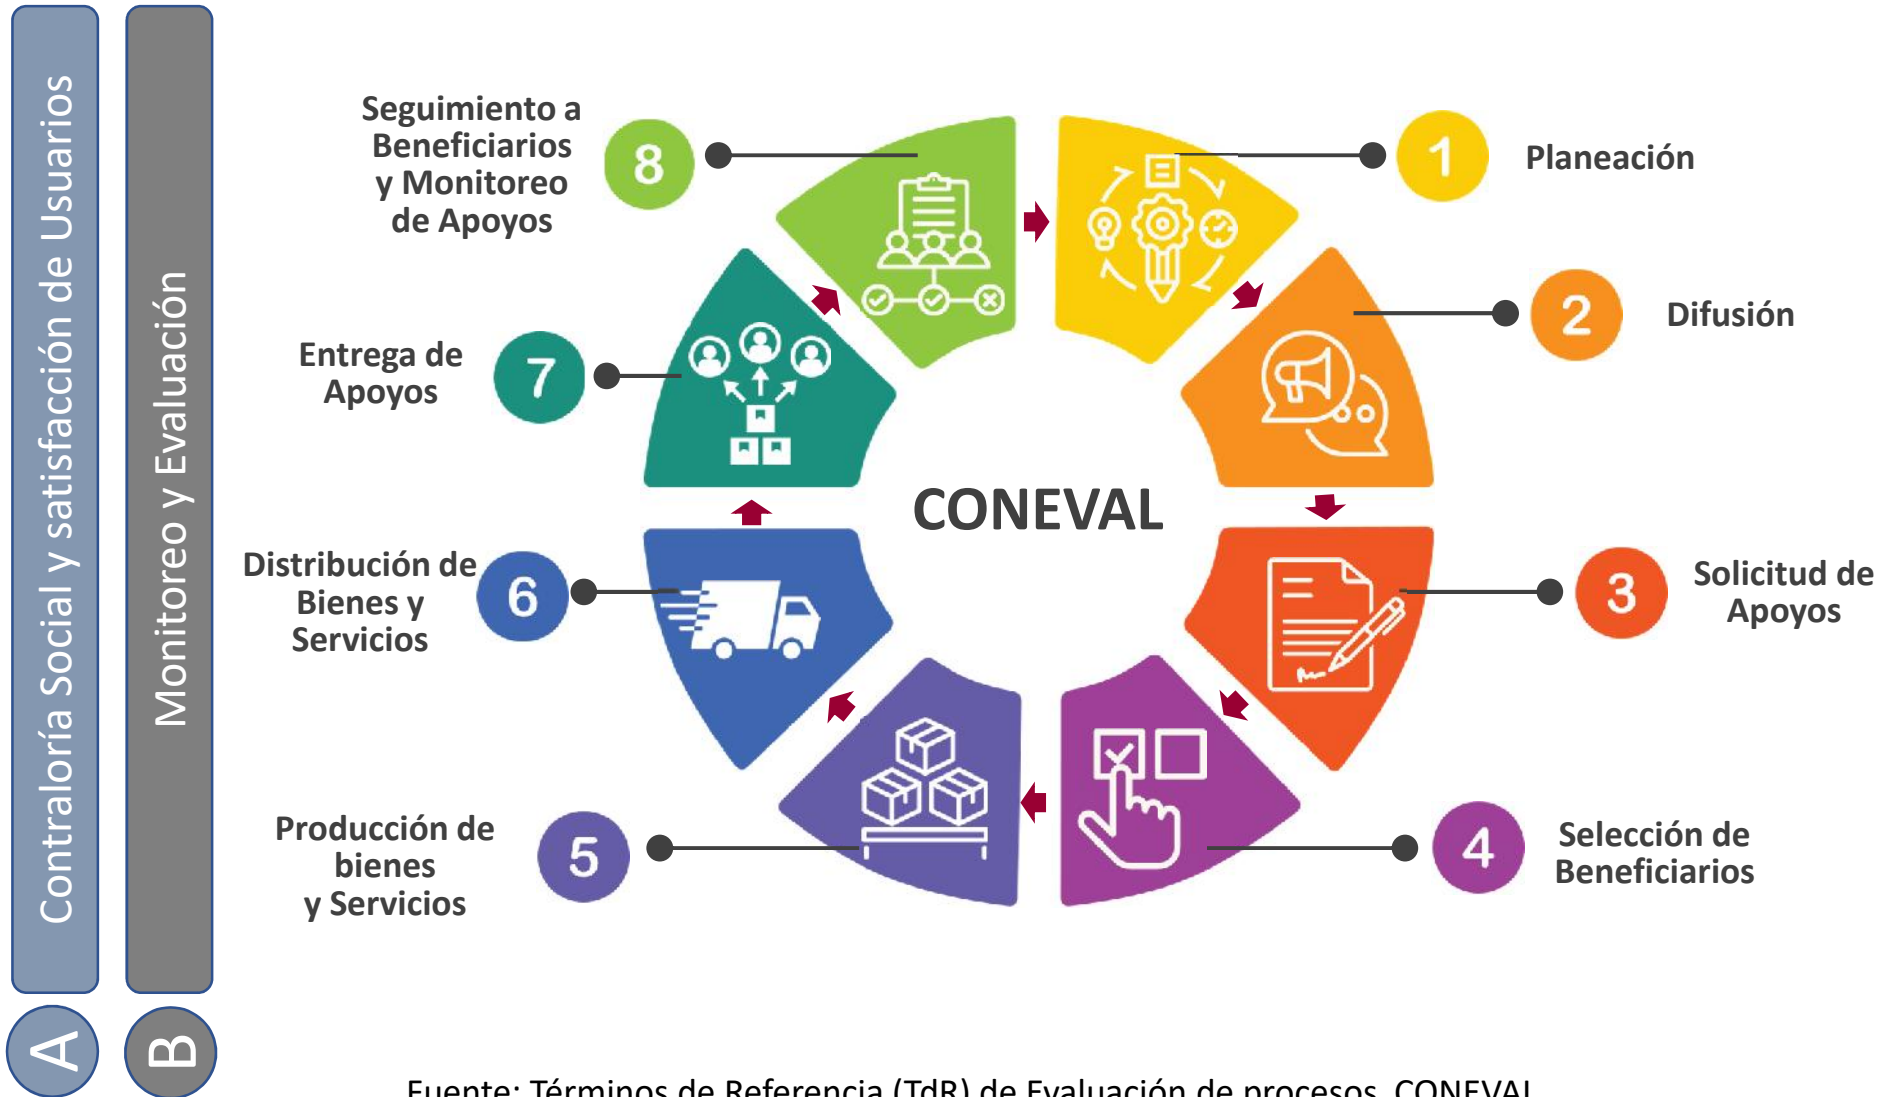 Contraloría Social y satisfacción de Usuarios
A
Monitoreo y Evaluación
B
CONEVAL
1
Planeación
2
Difusión
3
Solicitud de
Apoyos
4
Selección de
Beneficiarios
5
Producción de
bienes
y Servicios
6
Distribución de
Bienes y
Servicios
7
Entrega de
Apoyos
8
Seguimiento a
Beneficiarios
y Monitoreo
de Apoyos
Fuente: Términos de Referencia (TdR) de Evaluación de procesos, CONEVAL